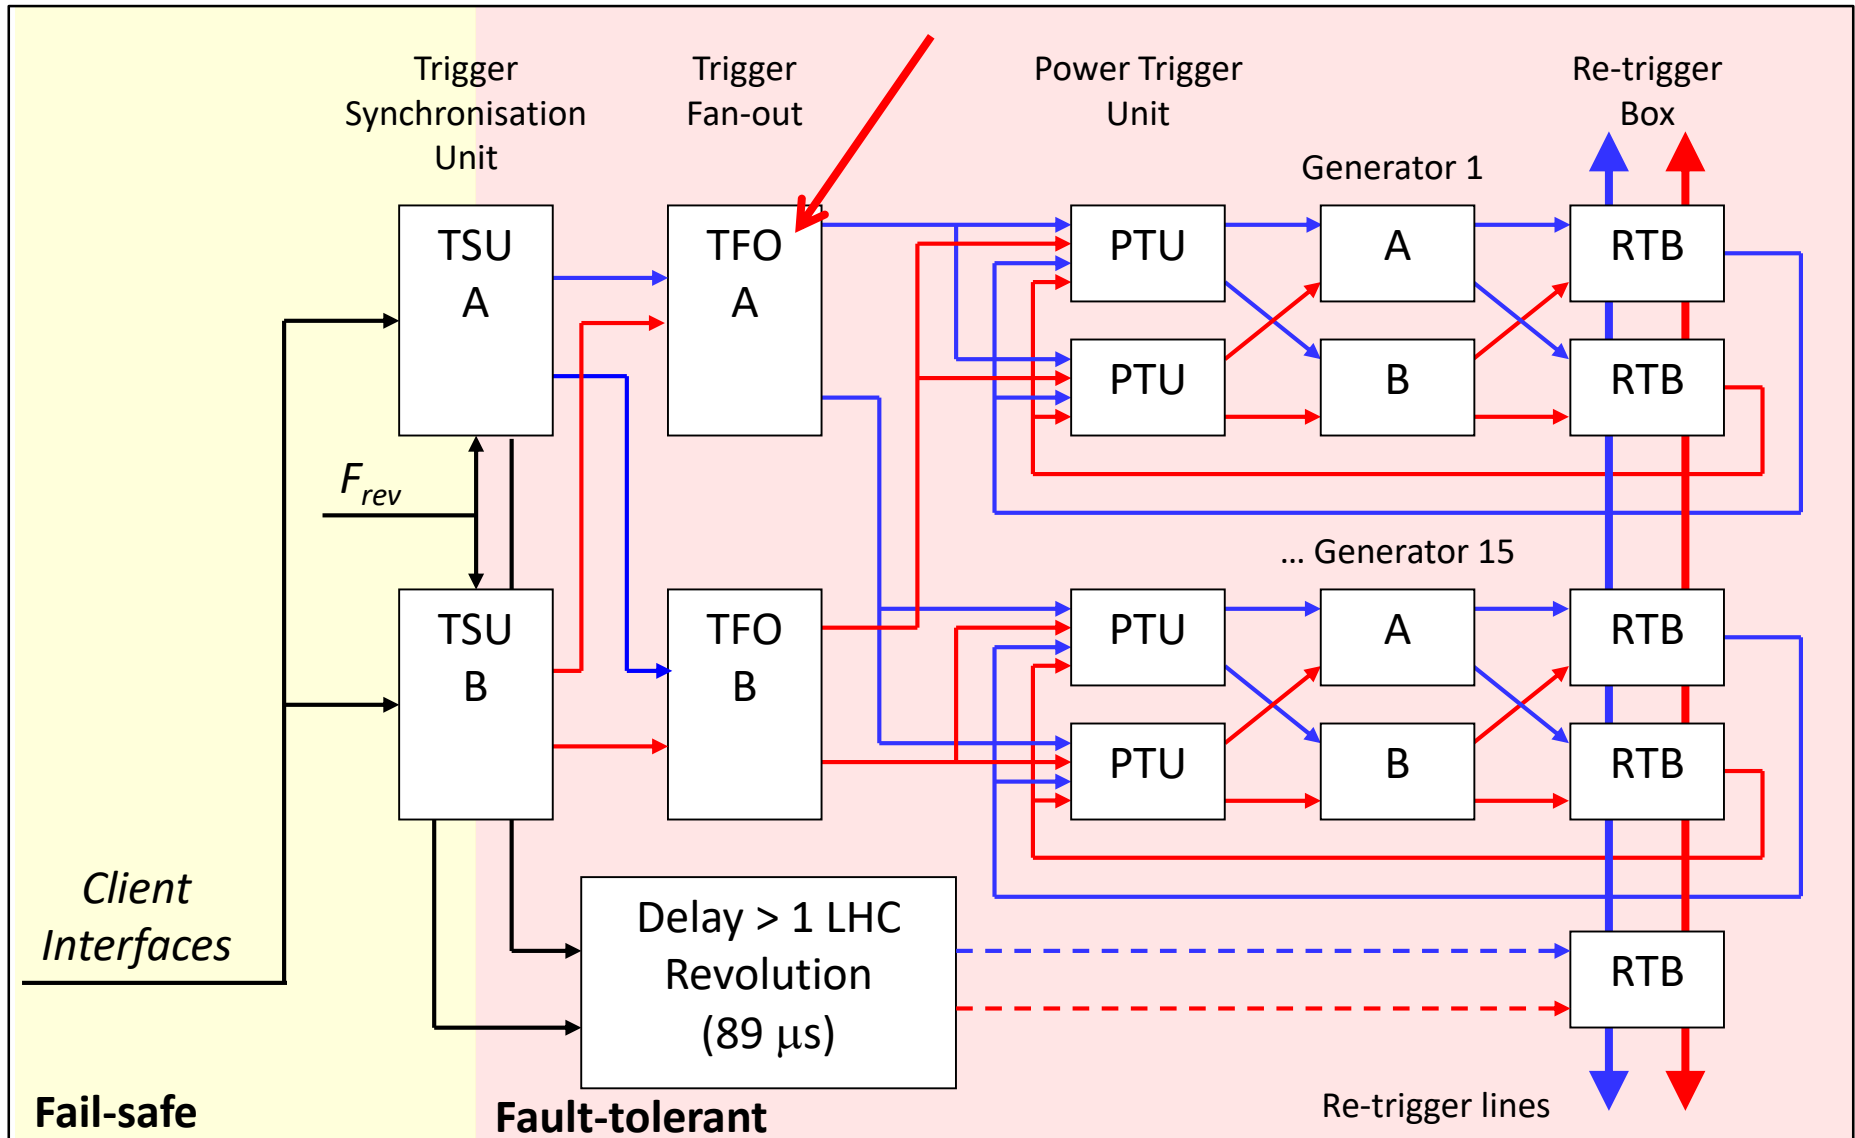 Trigger
Synchronisation
Unit
Trigger
Fan-out
Power Trigger
Unit
Re-trigger
Box
Generator 1
TSU
A
TFO
A
PTU
A
RTB
PTU
B
RTB
F_rev
... Generator 15
TSU
B
TFO
B
PTU
A
RTB
PTU
B
RTB
Client
Interfaces
Delay > 1 LHC
Revolution
(89 μs)
RTB
Fail-safe
Fault-tolerant
Re-trigger lines